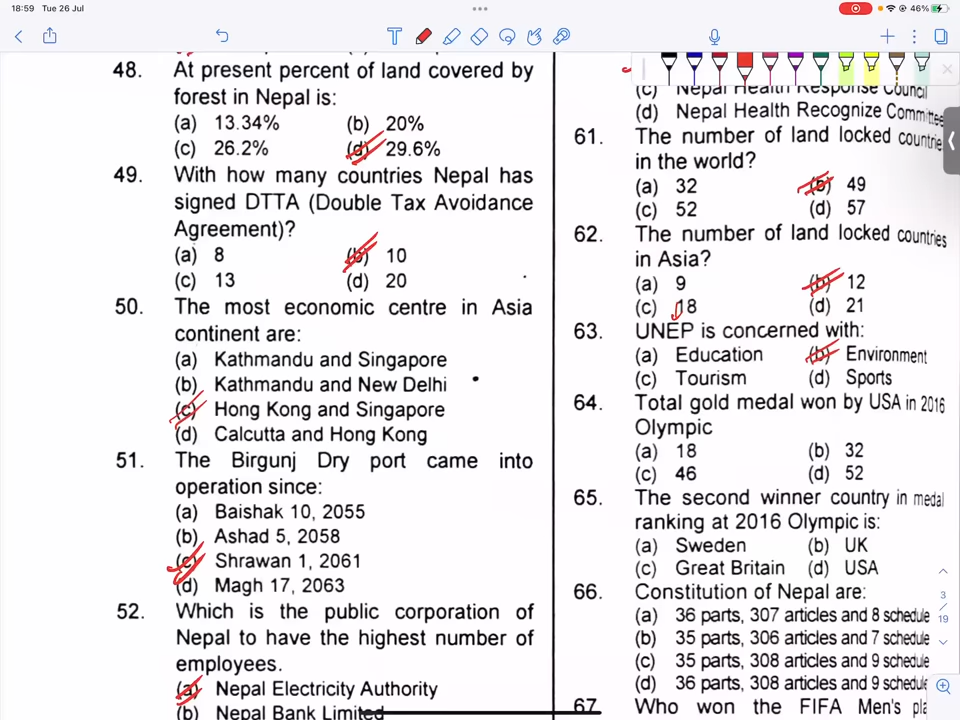 18:59 Tue 26 Jul
46%
48. At present percent of land covered by
forest in Nepal is:
(a) 13.34% (b) 20%
(c) 26.2% (d) 29.6%
49. With how many countries Nepal has
signed DTTA (Double Tax Avoidance
Agreement)?
(a) 8 (b) 10
(c) 13 (d) 20
50. The most economic centre in Asia
continent are:
(a) Kathmandu and Singapore
(b) Kathmandu and New Delhi
(c) Hong Kong and Singapore
(d) Calcutta and Hong Kong
51. The Birgunj Dry port came into
operation since:
(a) Baishak 10, 2055
(b) Ashad 5, 2058
(c) Shrawan 1, 2061
(d) Magh 17, 2063
52. Which is the public corporation of
Nepal to have the highest number of
employees.
(a) Nepal Electricity Authority
(b) Nepal Bank Limited
(c) Nepal Health Response Council
(d) Nepal Health Recognize Committee
61. The number of land locked countrie
in the world?
(a) 32 (b) 49
(c) 52 (d) 57
62. The number of land locked countries
in Asia?
(a) 9 (b) 12
(c) 18 (d) 21
63. UNEP is concerned with:
(a) Education (b) Environment
(c) Tourism (d) Sports
64. Total gold medal won by USA in 2016
Olympic
(a) 18 (b) 32
(c) 46 (d) 52
65. The second winner country in medal
ranking at 2016 Olympic is:
(a) Sweden (b) UK
(c) Great Britain (d) USA
66. Constitution of Nepal are:
(a) 36 parts, 307 articles and 8 schedule
(b) 35 parts, 306 articles and 7 schedule
(c) 35 parts, 308 articles and 9 schedule
(d) 36 parts, 308 articles and 9 schedule
67. Who won the FIFA Men's pla
3
/
19